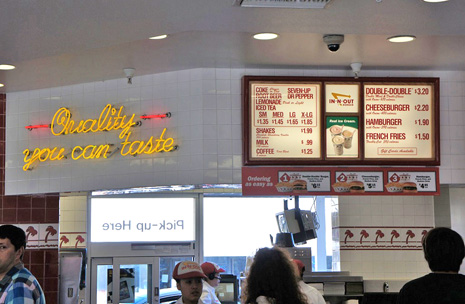 Quality
you can taste
COKE
SEVEN-UP
ROOT BEER
DR PEPPER
LEMONADE
ICED TEA
SM MED LG X-LG
$1.35 $1.45 $1.65 $1.85
SHAKES $1.99
MILK $.99
COFFEE $1.25
IN-N-OUT
DOUBLE-DOUBLE $3.20
CHEESEBURGER $2.20
HAMBURGER $1.90
FRENCH FRIES $1.50
Ordering
as easy as
1
2
3
Pick-up Here